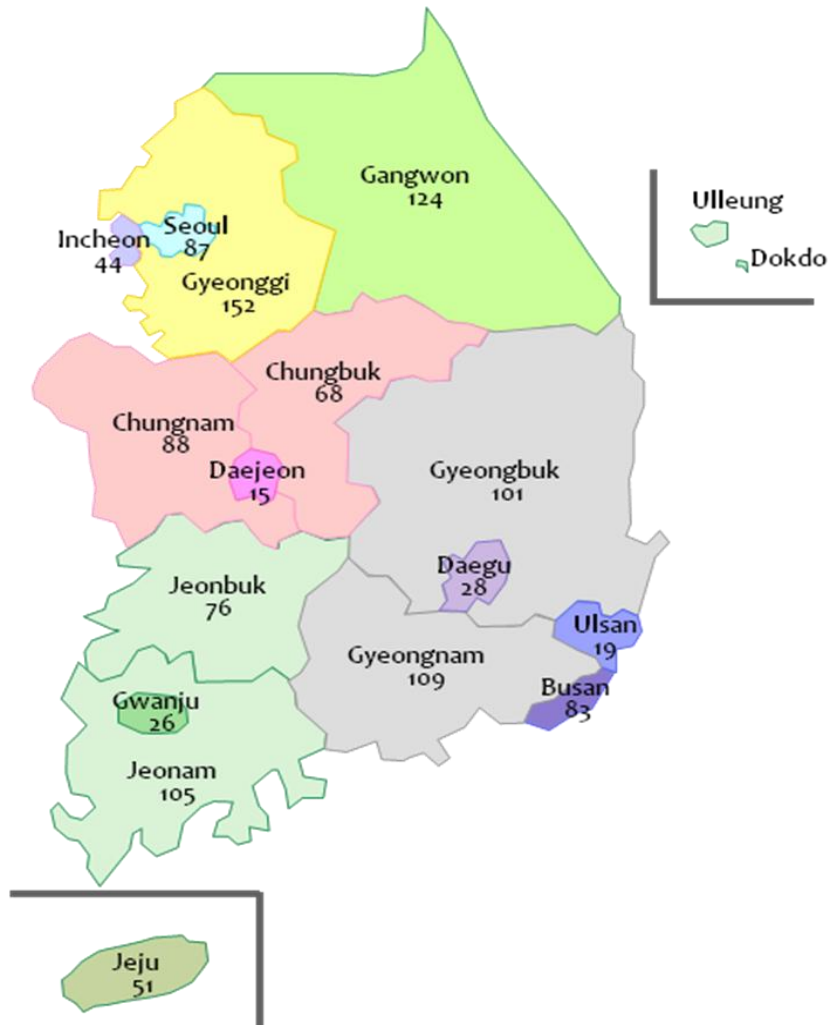 Gangwon
124
Ulleung
Dokdo
Seoul
87
Incheon
44
Gyeonggi
152
Chungbuk
68
Chungnam
88
Daejeon
15
Gyeongbuk
101
Daegu
28
Jeonbuk
76
Ulsan
19
Gyeongnam
109
Busan
83
Gwanju
26
Jeonam
105
Jeju
51